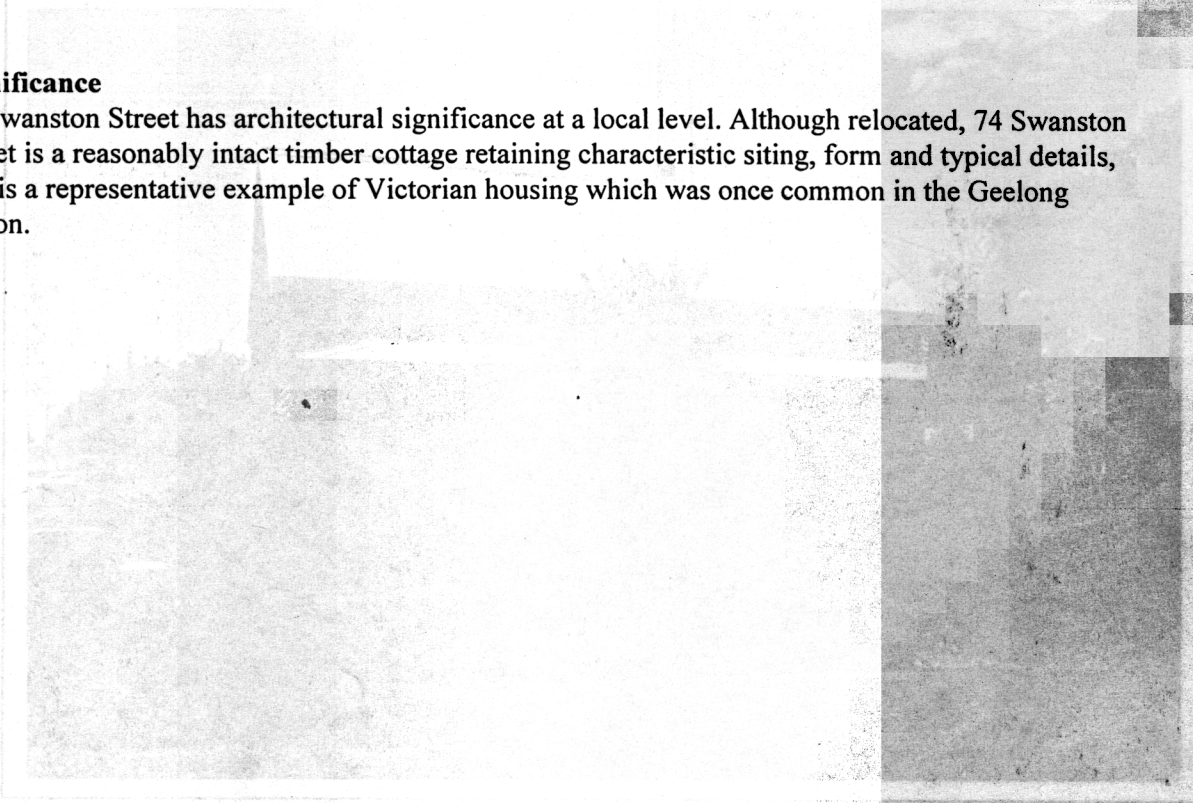 ificance
wanston Street has architectural significance at a local level. Although relocated, 74 Swanston
et is a reasonably intact timber cottage retaining characteristic siting, form and typical details,
is a representative example of Victorian housing which was once common in the Geelong
on.